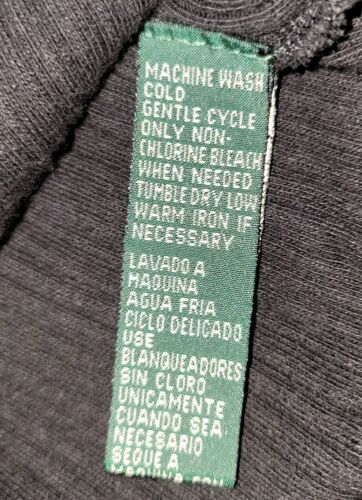 MACHINE WASH
COLD
GENTLE CYCLE
ONLY NON-
CHLORINE BLEACH
WHEN NEEDED
TUMBLE DRY LOW
WARM IRON IF
NECESSARY
LAVADO A
MAQUINA
AGUA FRIA
CICLO DELICADO
USE
BLANQUEADORES
SIN CLORO
UNICAMENTE
CUANDO SEA
NECESARIO
SEQUE A